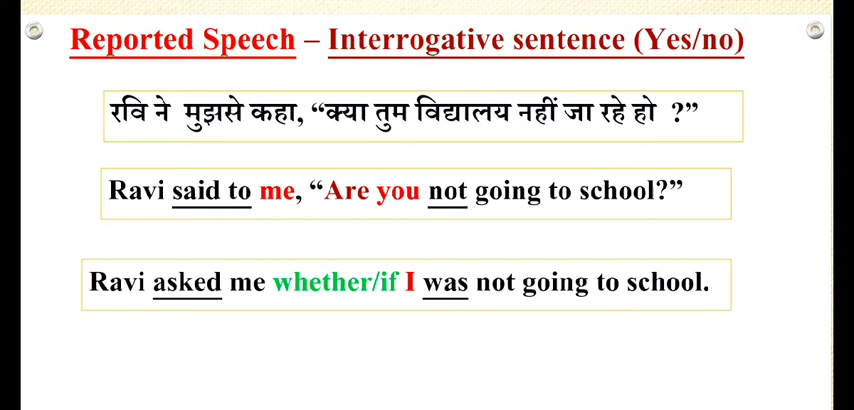 Reported Speech – Interrogative sentence (Yes/no)
रवि ने मुझसे कहा, “क्या तुम विद्यालय नहीं जा रहे हो ?”
Ravi said to me, “Are you not going to school?”
Ravi asked me whether/if I was not going to school.